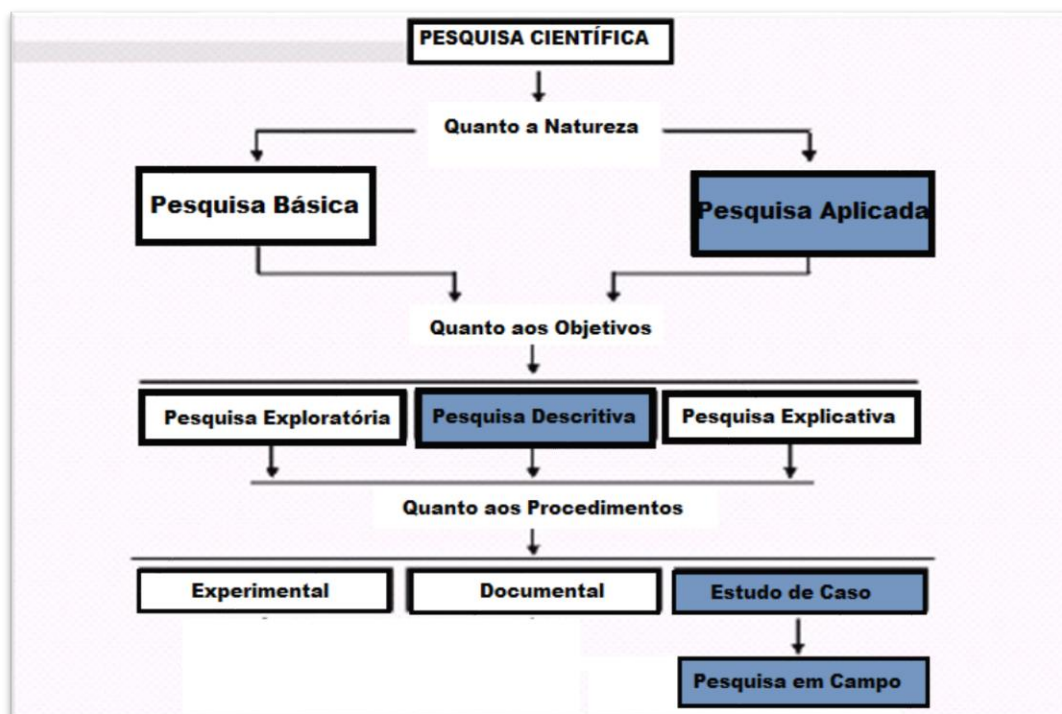 PESQUISA CIENTÍFICA
Quanto a Natureza
Pesquisa Básica
Pesquisa Aplicada
Quanto aos Objetivos
Pesquisa Exploratória
Pesquisa Descritiva
Pesquisa Explicativa
Quanto aos Procedimentos
Experimental
Documental
Estudo de Caso
Pesquisa em Campo